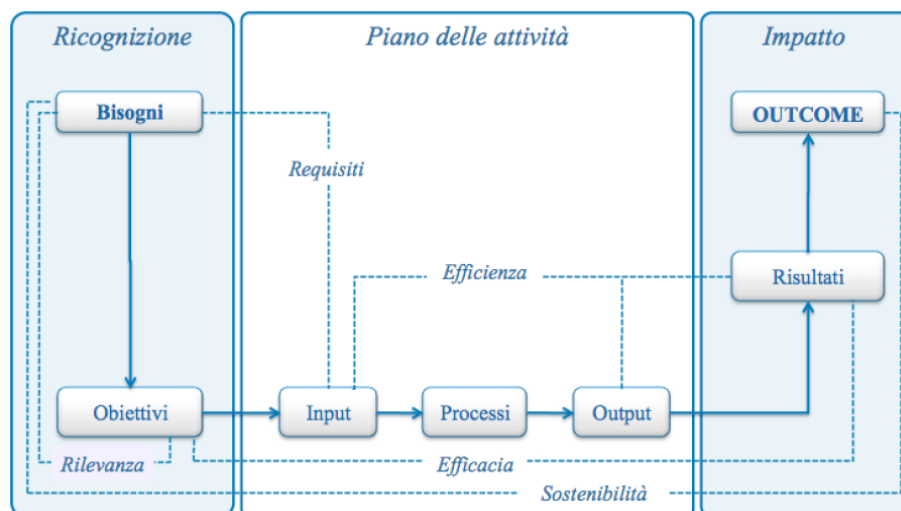 Ricognizione
Piano delle attività
Impatto
Bisogni
OUTCOME
Requisiti
Efficienza
Risultati
Obiettivi
Input
Processi
Output
Rilevanza
Efficacia
Sostenibilità